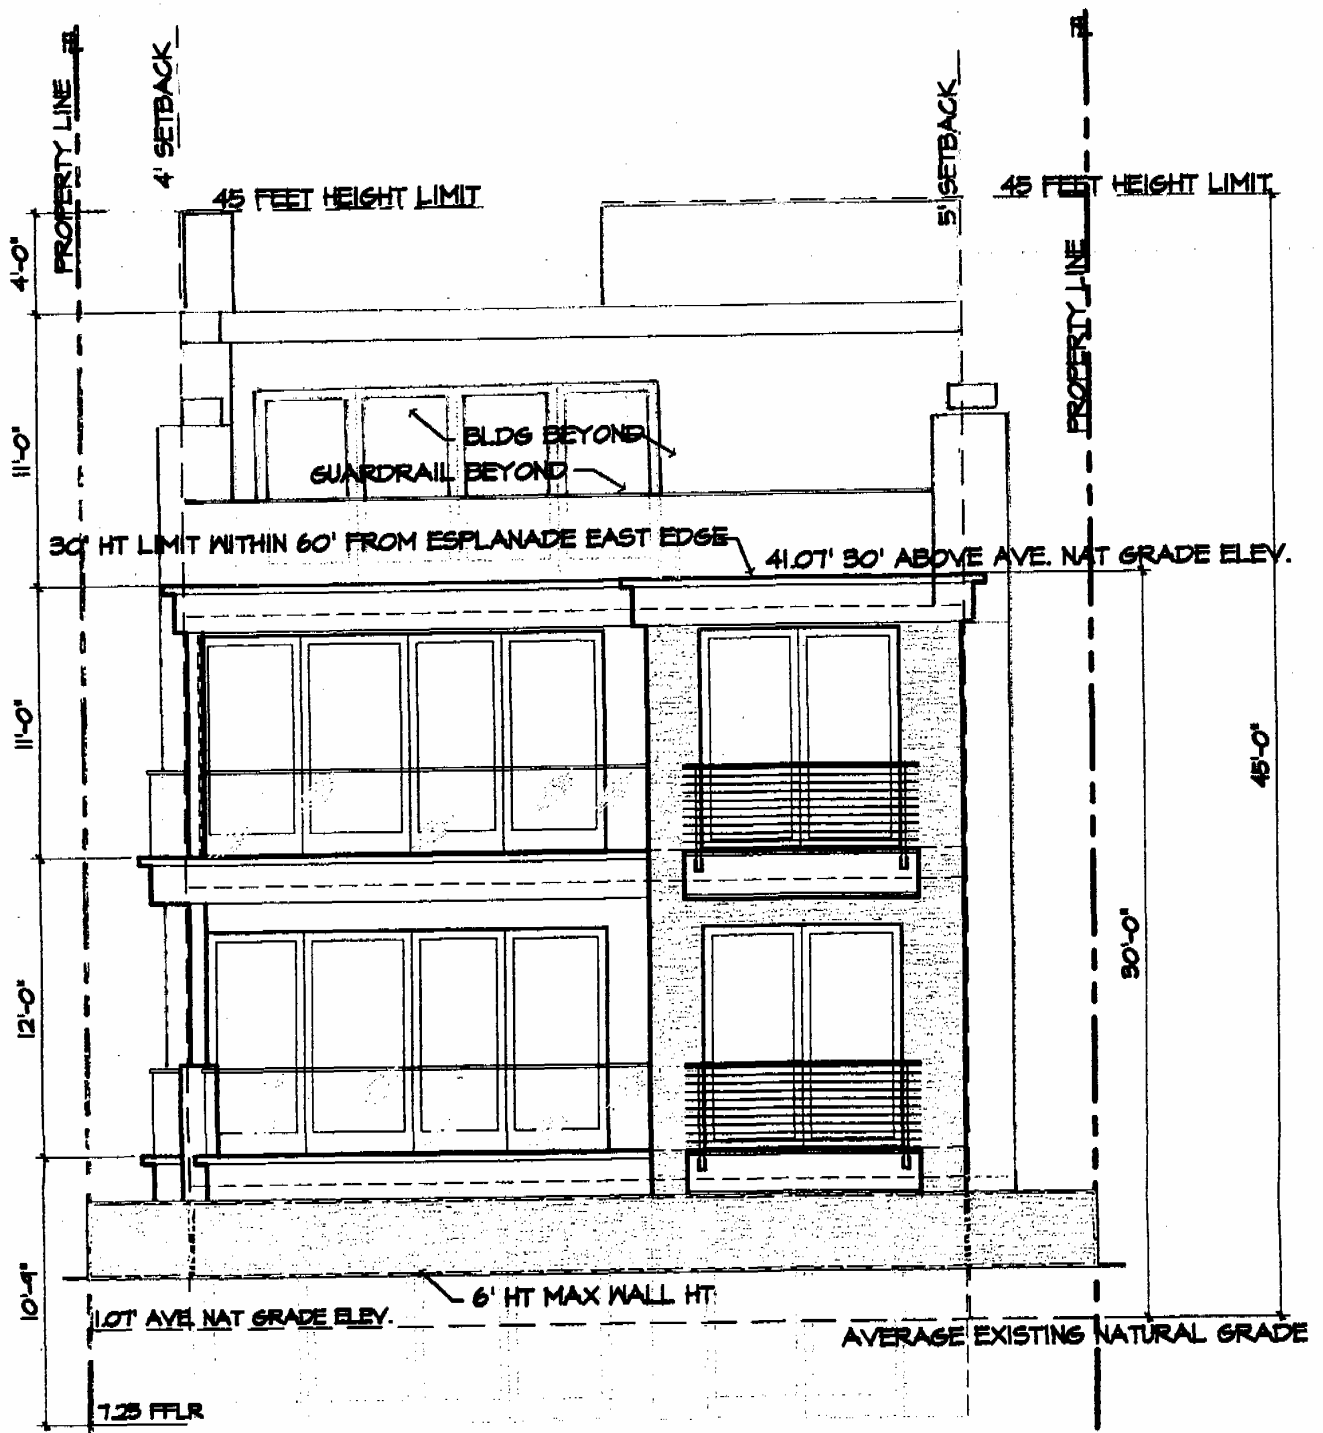 PROPERTY LINE
4' SETBACK
5' SETBACK
45 FEET HEIGHT LIMIT
45 FEET HEIGHT LIMIT
PROPERTY LINE
4'-0"
11'-0"
BLDG BEYOND
GUARDRAIL BEYOND
30' HT LIMIT WITHIN 60' FROM ESPLANADE EAST EDGE
41.07' 30' ABOVE AVE. NAT GRADE ELEV.
11'-0"
45'-0"
30'-0"
12'-0"
10'-9"
6' HT MAX WALL HT
1.07' AVE. NAT GRADE ELEV.
AVERAGE EXISTING NATURAL GRADE
7.25 FFLR